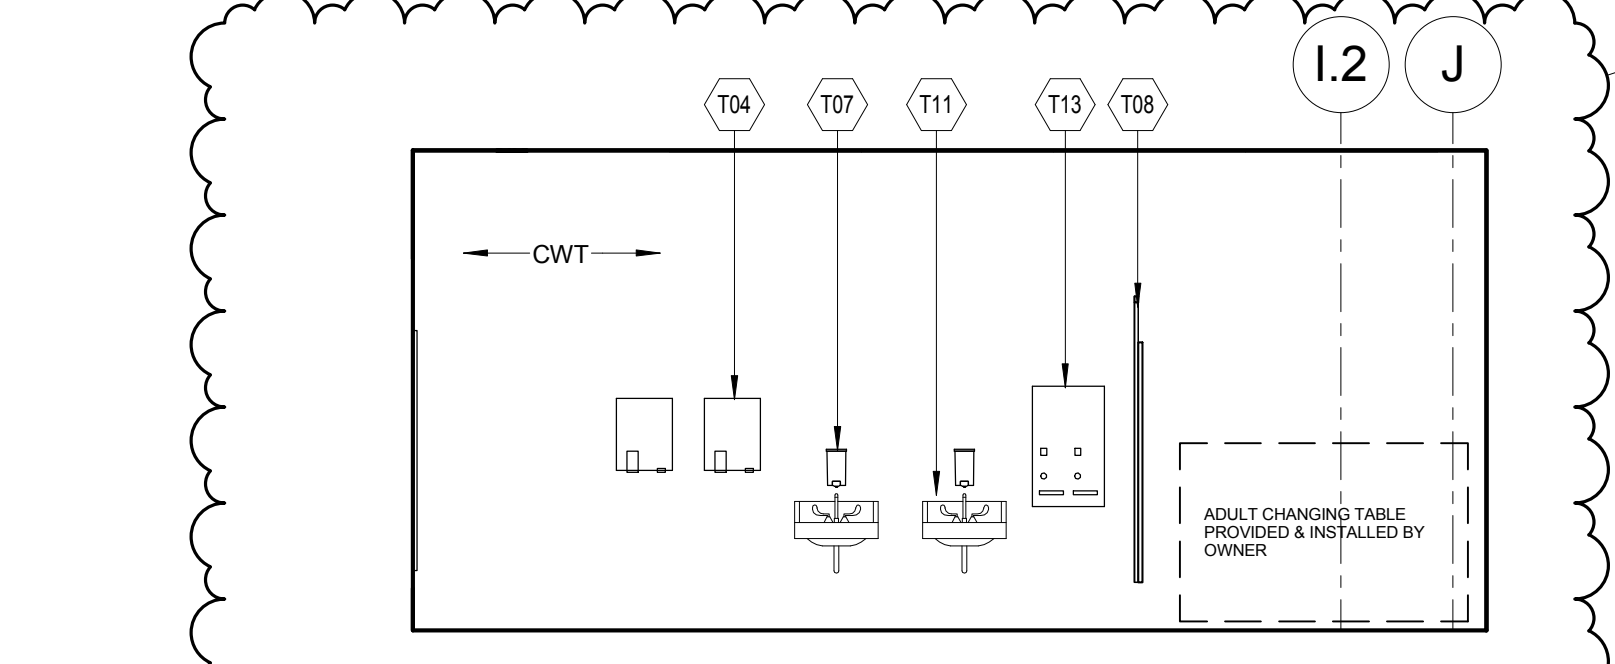 I.2
J
T04
T07
T11
T13
T08
CWT
ADULT CHANGING TABLE
PROVIDED & INSTALLED BY
OWNER